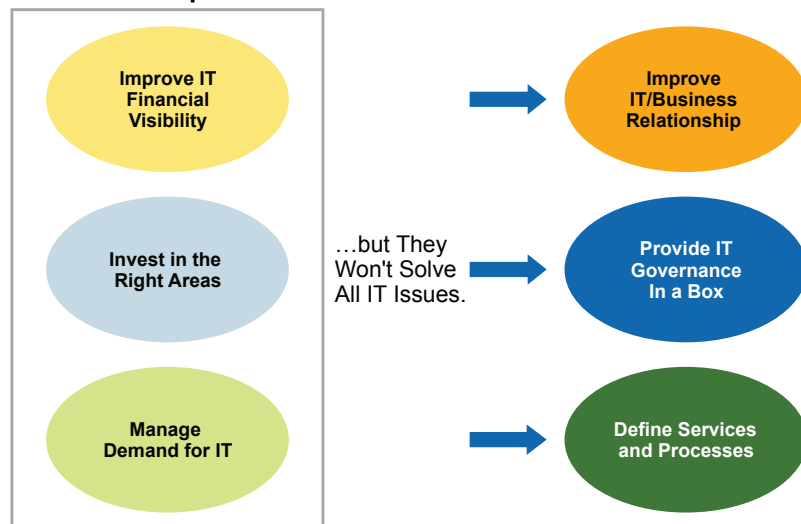 Improve IT
Financial
Visibility
Improve
IT/Business
Relationship
Invest in the
Right Areas
…but They
Won't Solve
All IT Issues.
Provide IT
Governance
In a Box
Manage
Demand for IT
Define Services
and Processes